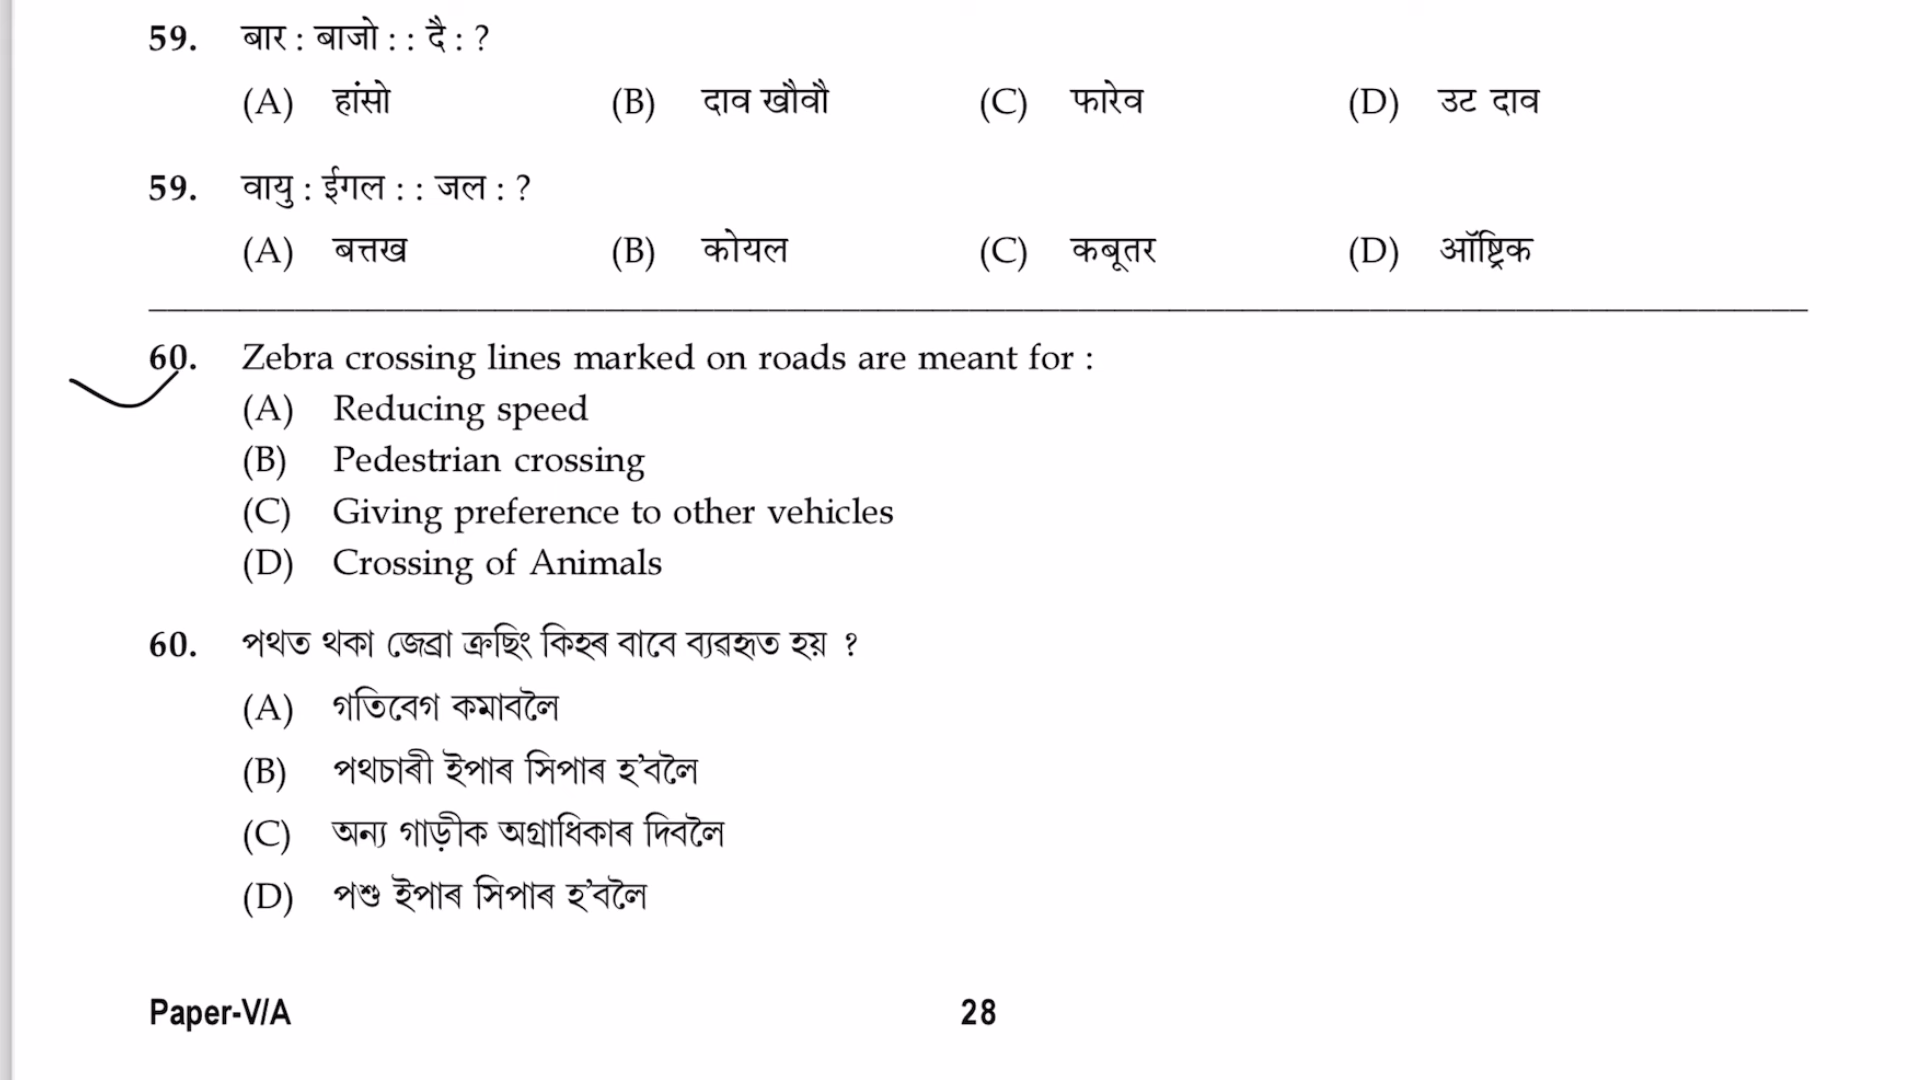 59. बार : बाजो : : दै : ?
(A) हांसो (B) दाव खौवौ (C) फारेव (D) उट दाव
59. वायु : ईगल : : जल : ?
(A) बत्तख (B) कोयल (C) कबूतर (D) ऑष्ट्रिक
60. Zebra crossing lines marked on roads are meant for :
(A) Reducing speed
(B) Pedestrian crossing
(C) Giving preference to other vehicles
(D) Crossing of Animals
60. পথত থকা জেব্ৰা ক্ৰছিং কিহৰ বাবে ব্যৱহৃত হয় ?
(A) গতিবেগ কমাবলৈ
(B) পথচাৰী ইপাৰ সিপাৰ হ’বলৈ
(C) অন্য গাড়ীক অগ্ৰাধিকাৰ দিবলৈ
(D) পশু ইপাৰ সিপাৰ হ’বলৈ
Paper-V/A 28